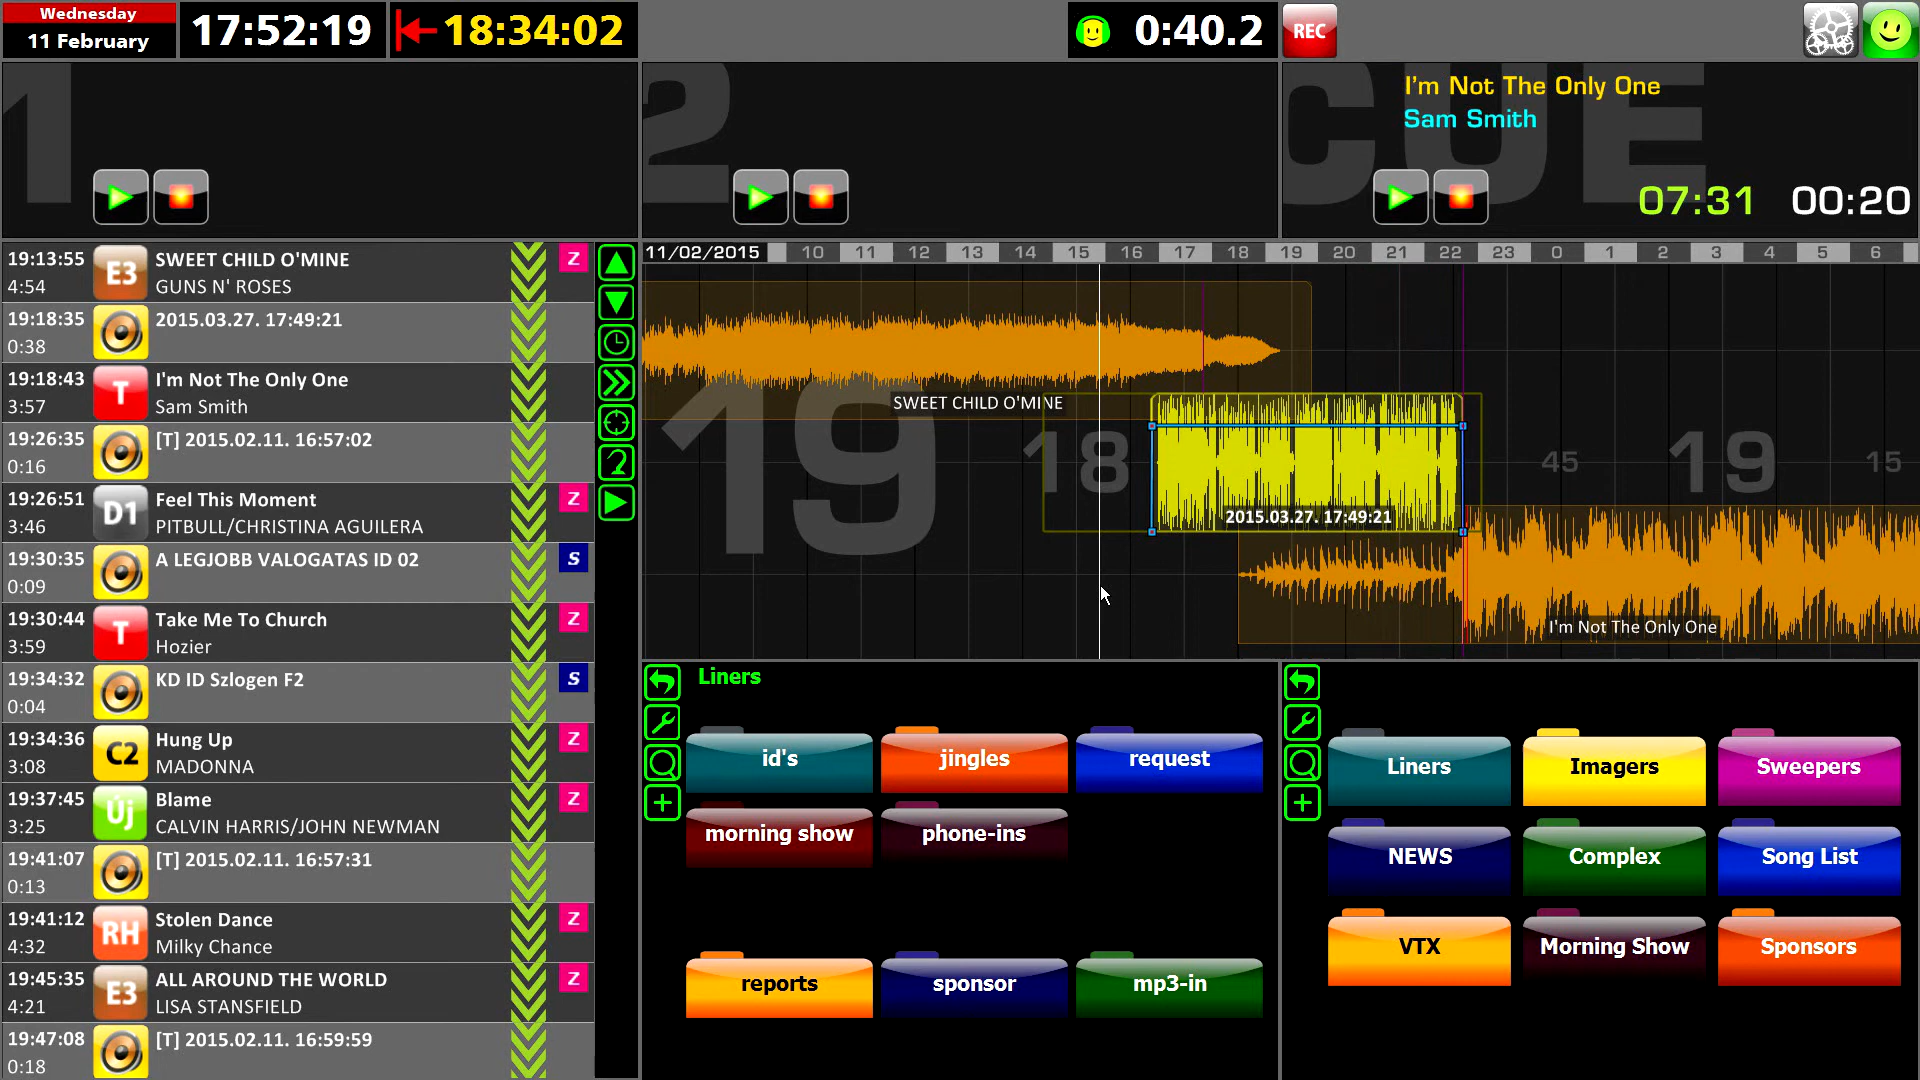 Wednesday
11 February
17:52:19
18:34:02
0:40.2
REC
1
2
CUE
I'm Not The Only One
Sam Smith
07:31
00:20
19:13:55
4:54
E3
SWEET CHILD O'MINE
GUNS N' ROSES
Z
19:18:35
0:38
2015.03.27. 17:49:21
19:18:43
3:57
T
I'm Not The Only One
Sam Smith
19:26:35
0:16
[T] 2015.02.11. 16:57:02
19:26:51
3:46
D1
Feel This Moment
PITBULL/CHRISTINA AGUILERA
Z
19:30:35
0:09
A LEGJOBB VALOGATAS ID 02
S
19:30:44
3:59
T
Take Me To Church
Hozier
Z
19:34:32
0:04
KD ID Szlogen F2
S
19:34:36
3:08
C2
Hung Up
MADONNA
Z
19:37:45
3:25
Új
Blame
CALVIN HARRIS/JOHN NEWMAN
Z
19:41:07
0:13
[T] 2015.02.11. 16:57:31
19:41:12
4:32
RH
Stolen Dance
Milky Chance
Z
19:45:35
4:21
E3
ALL AROUND THE WORLD
LISA STANSFIELD
Z
19:47:08
0:18
[T] 2015.02.11. 16:59:59
11/02/2015 10 11 12 13 14 15 16 17 18 19 20 21 22 23 0 1 2 3 4 5 6
SWEET CHILD O'MINE
19
18
45
19
15
2015.03.27. 17:49:21
I'm Not The Only One
Liners
id's
jingles
request
morning show
phone-ins
reports
sponsor
mp3-in
Liners
Imagers
Sweepers
NEWS
Complex
Song List
VTX
Morning Show
Sponsors